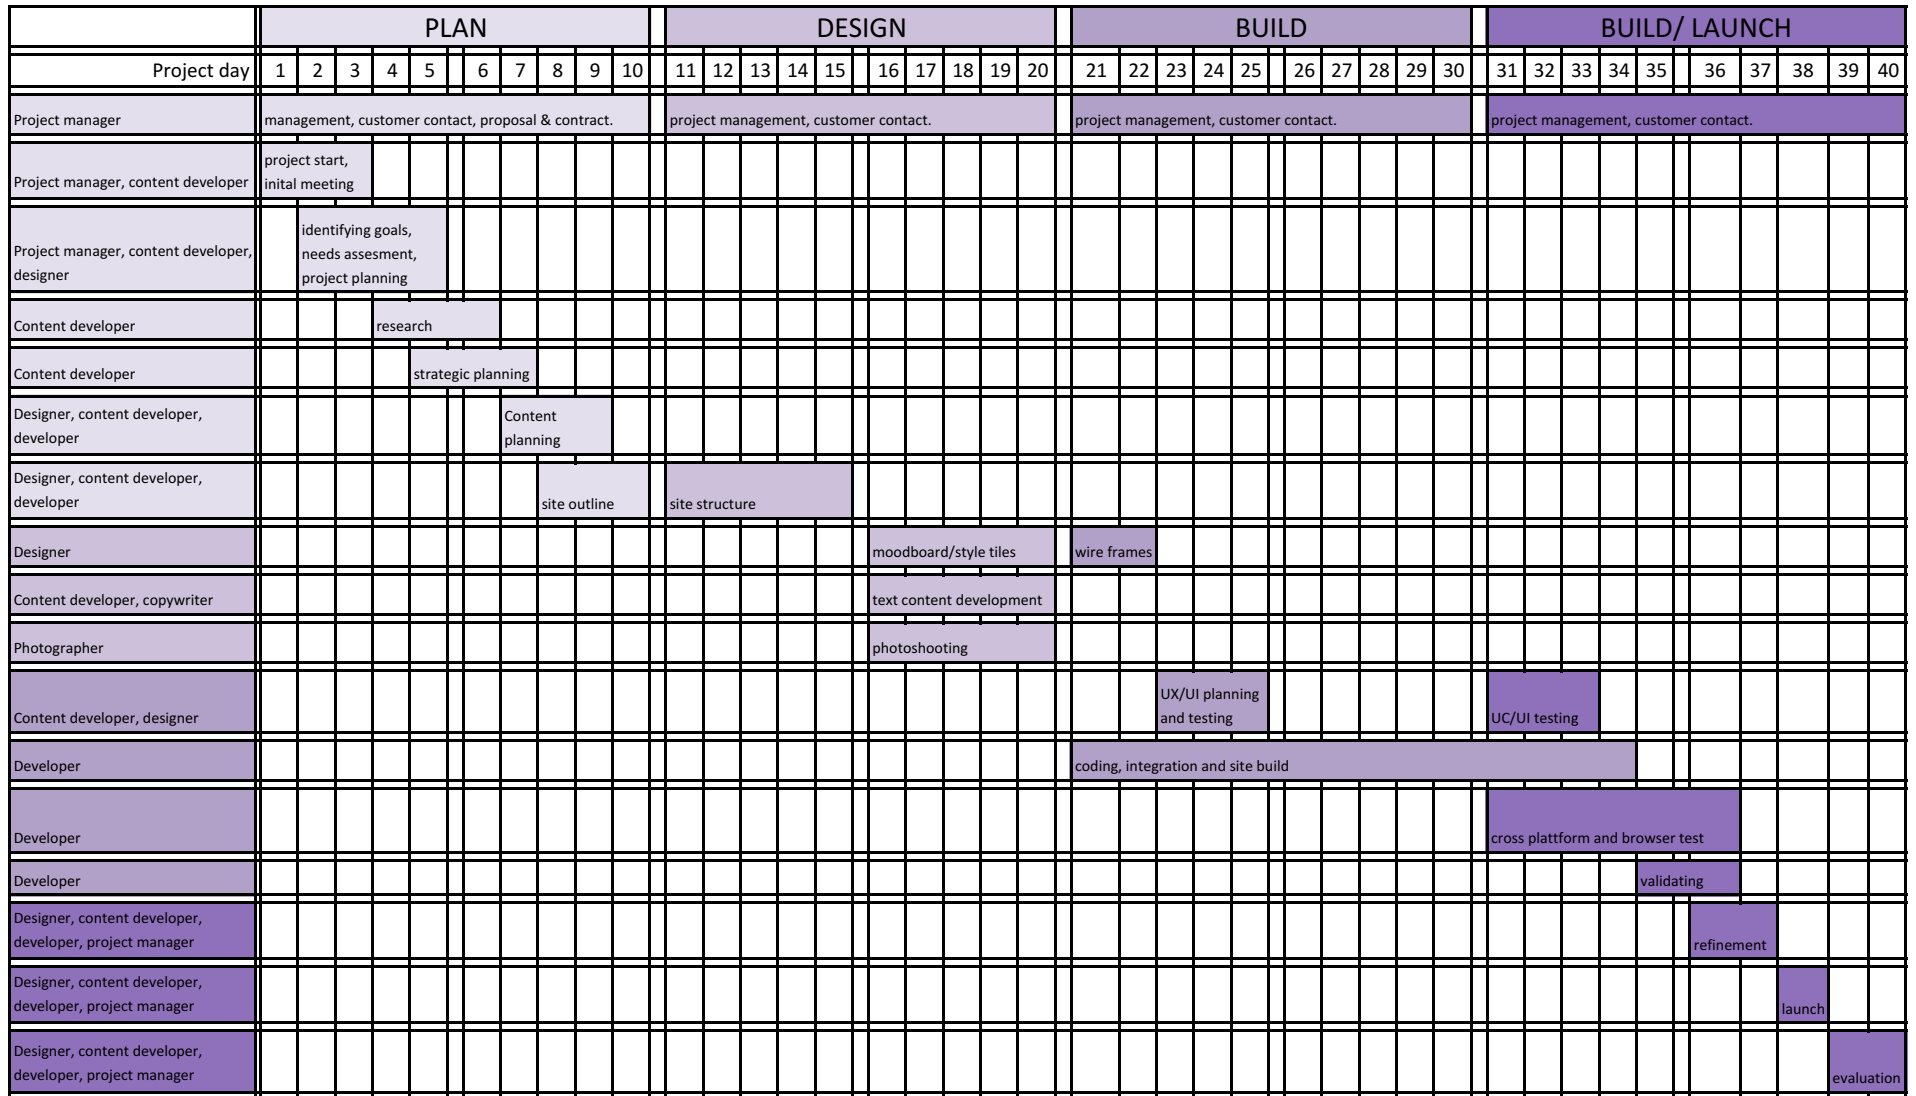 PLAN DESIGN BUILD BUILD/ LAUNCH
Project day 1 2 3 4 5 6 7 8 9 10 11 12 13 14 15 16 17 18 19 20 21 22 23 24 25 26 27 28 29 30 31 32 33 34 35 36 37 38 39 40
Project manager management, customer contact, proposal & contract. project management, customer contact. project management, customer contact. project management, customer contact.
Project manager, content developer
project start,
inital meeting
Project manager, content developer,
designer
identifying goals,
needs assesment,
project planning
Content developer research
Content developer strategic planning
Designer, content developer,
developer
Content
planning
Designer, content developer,
developer
site outline site structure
Designer moodboard/style tiles wire frames
Content developer, copywriter text content development
Photographer photoshooting
Content developer, designer
UX/UI planning
and testing
UC/UI testing
Developer coding, integration and site build
Developer cross plattform and browser test
Developer validating
Designer, content developer,
developer, project manager
refinement
Designer, content developer,
developer, project manager
launch
Designer, content developer,
developer, project manager
evaluation